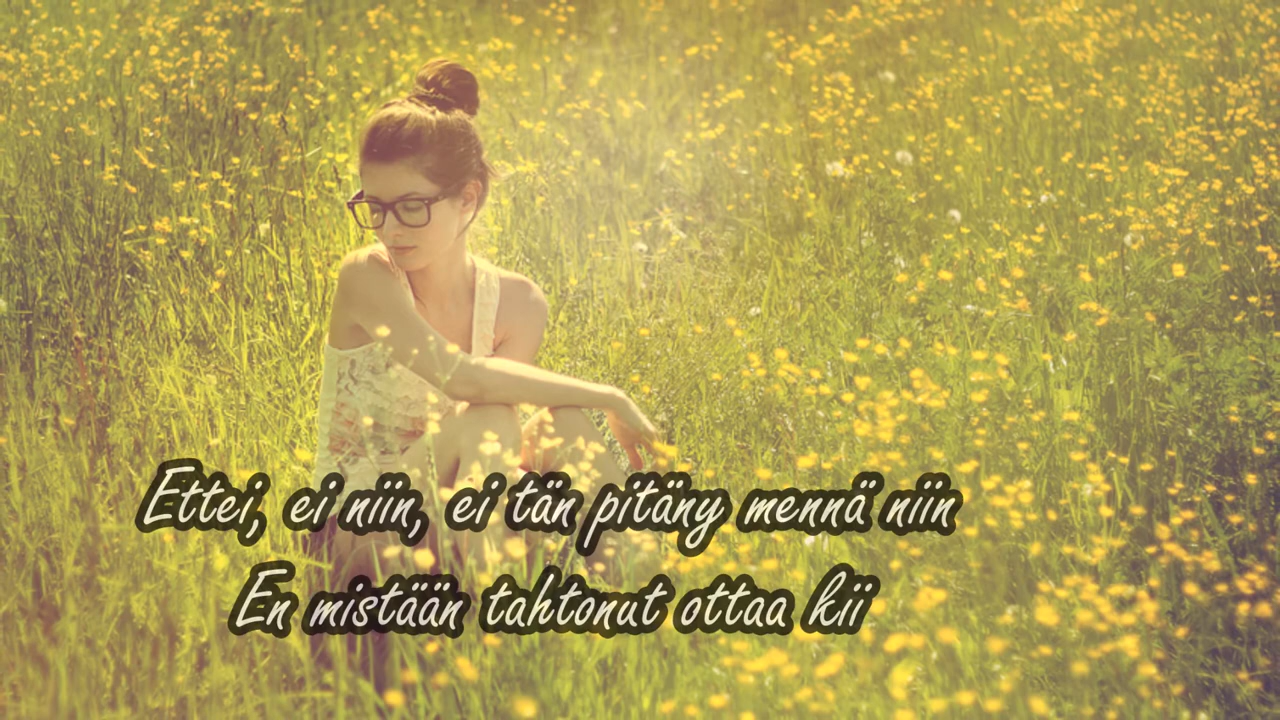 Ettei, ei niin, ei tän pitäny mennä niin
En mistään tahtonut ottaa kii